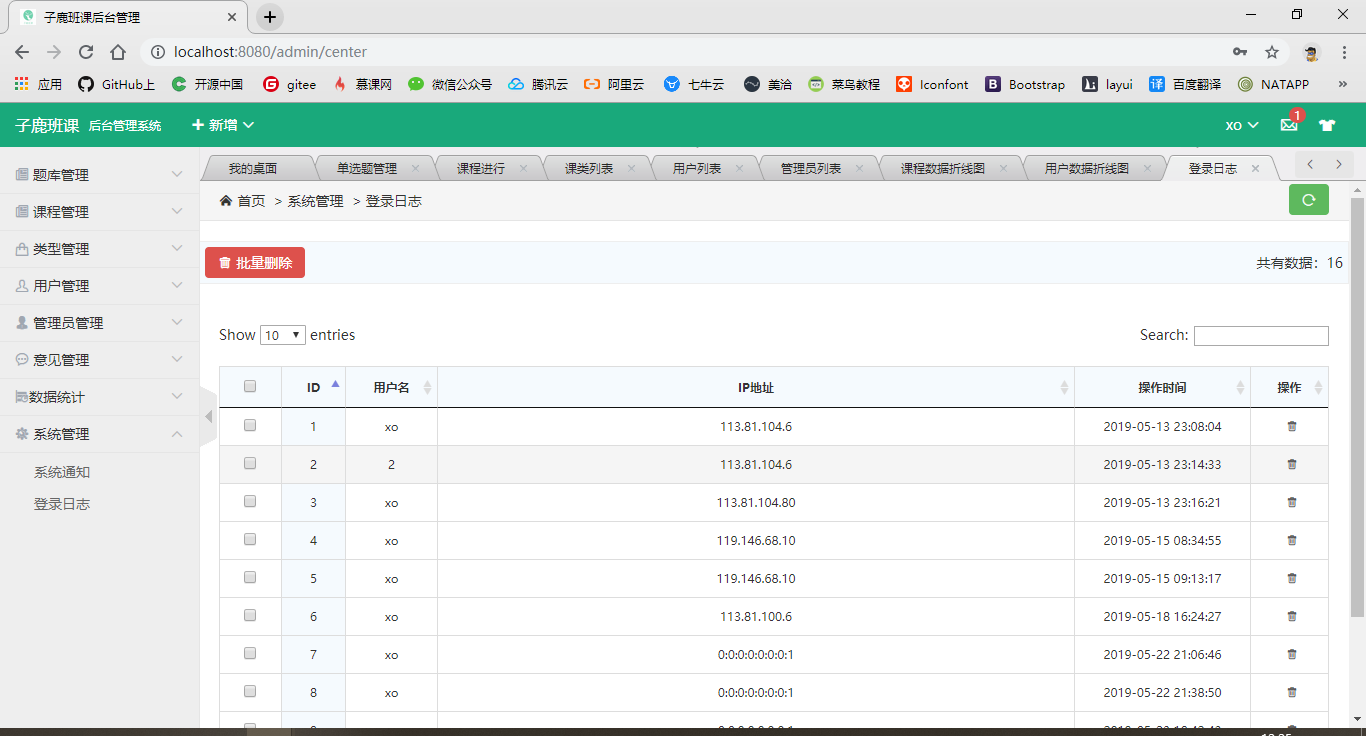 子鹿班课后台管理
localhost:8080/admin/center
应用 GitHub上 开源中国 gitee 慕课网 微信公众号 腾讯云 阿里云 七牛云 美洽 菜鸟教程 Iconfont Bootstrap layui 百度翻译 NATAPP »
子鹿班课 后台管理系统 新增 xo 1
我的桌面 单选题管理 课程进行 课类列表 用户列表 管理员列表 课程数据折线图 用户数据折线图 登录日志
题库管理
课程管理
类型管理
用户管理
管理员管理
意见管理
数据统计
系统管理
系统通知
登录日志
首页 > 系统管理 > 登录日志
批量删除 共有数据：16
Show 10 entries Search:
ID 用户名 IP地址 操作时间 操作
1 xo 113.81.104.6 2019-05-13 23:08:04
2 2 113.81.104.6 2019-05-13 23:14:33
3 xo 113.81.104.80 2019-05-13 23:16:21
4 xo 119.146.68.10 2019-05-15 08:34:55
5 xo 119.146.68.10 2019-05-15 09:13:17
6 xo 113.81.100.6 2019-05-18 16:24:27
7 xo 0:0:0:0:0:0:0:1 2019-05-22 21:06:46
8 xo 0:0:0:0:0:0:0:1 2019-05-22 21:38:50